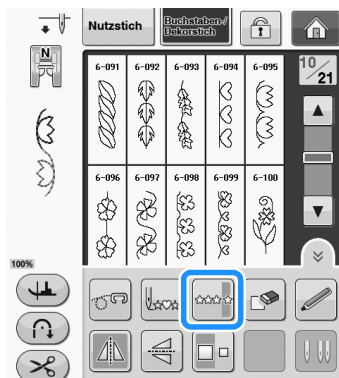 Nutzstich
Buchstaben-/
Dekorstich
N
10/21
6-091 6-092 6-093 6-094 6-095
6-096 6-097 6-098 6-099 6-100
100%